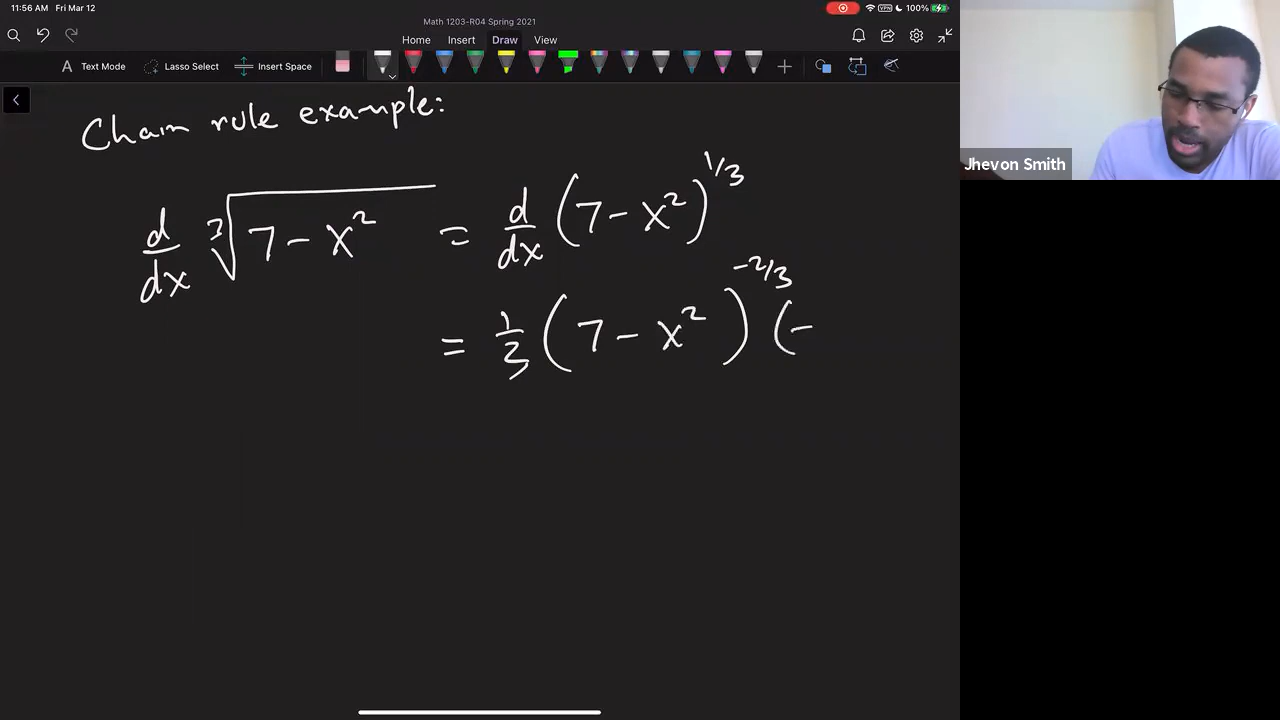 11:56 AM Fri Mar 12
VPN 100%
Math 1203-R04 Spring 2021
Home Insert Draw View
Text Mode Lasso Select Insert Space
Chain rule example:
d/dx ∛(7 - x²) = d/dx (7 - x²)^1/3
= 1/3 (7 - x²)^-2/3 (-
Jhevon Smith